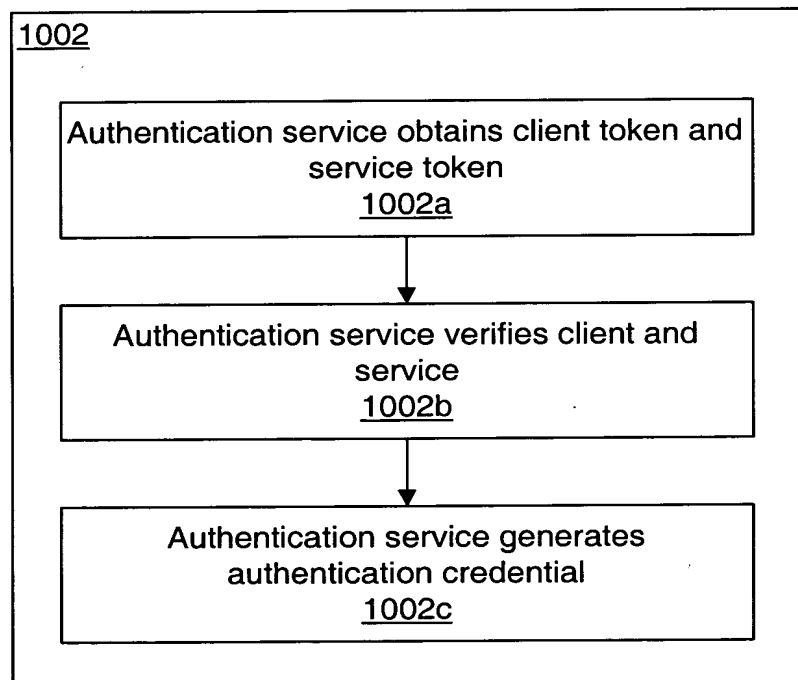 1002
Authentication service obtains client token and
service token
1002a
Authentication service verifies client and
service
1002b
Authentication service generates
authentication credential
1002c